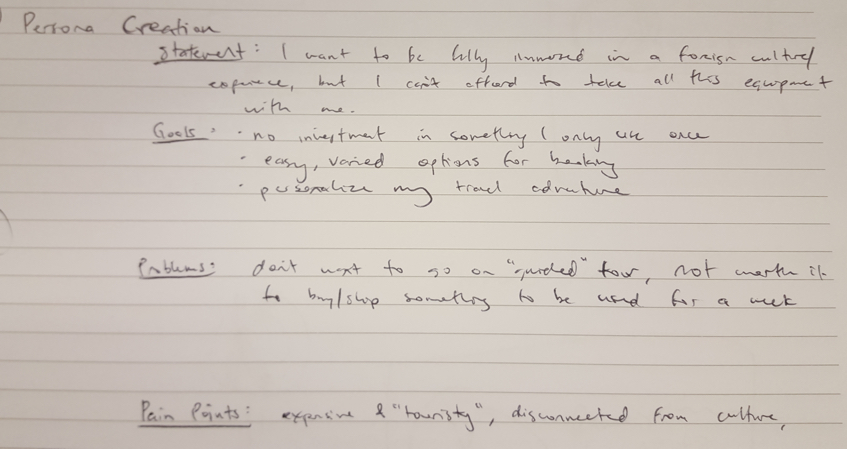 Persona Creation
Statement: I want to be fully immersed in a foreign culture/
experience, but I can't afford to take all this equipment
with me.
Goals: • no investment in something I only use once
• easy, varied options for booking
• personalize my travel adventure
Problems: don't want to go on "guided" tour, not worth it
to buy/ship something to be used for a week
Pain Points: expensive & "touristy", disconnected from culture,